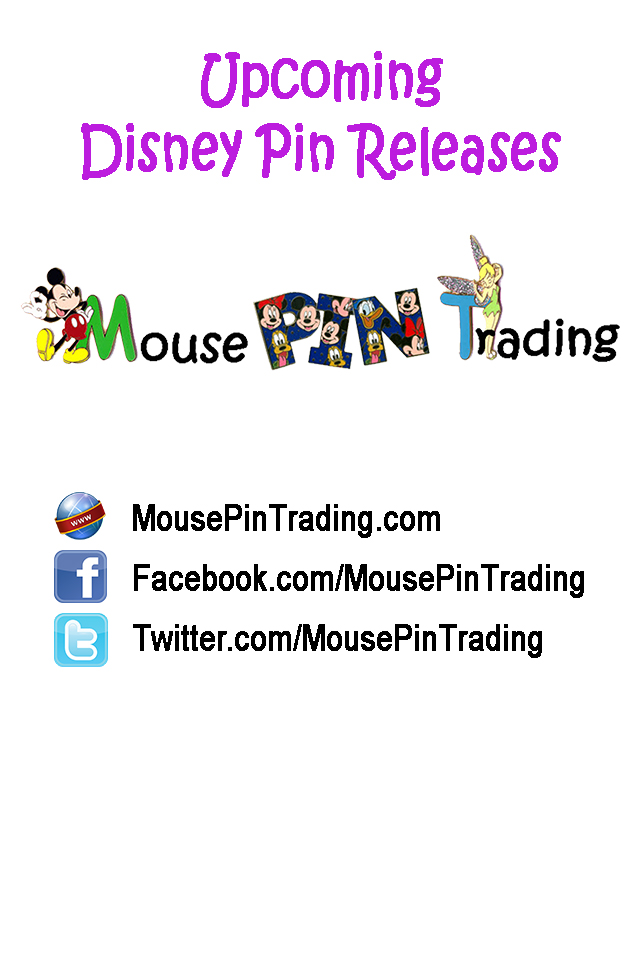 Upcoming
Disney Pin Releases
Mouse PIN Trading
www MousePinTrading.com
f Facebook.com/MousePinTrading
t Twitter.com/MousePinTrading